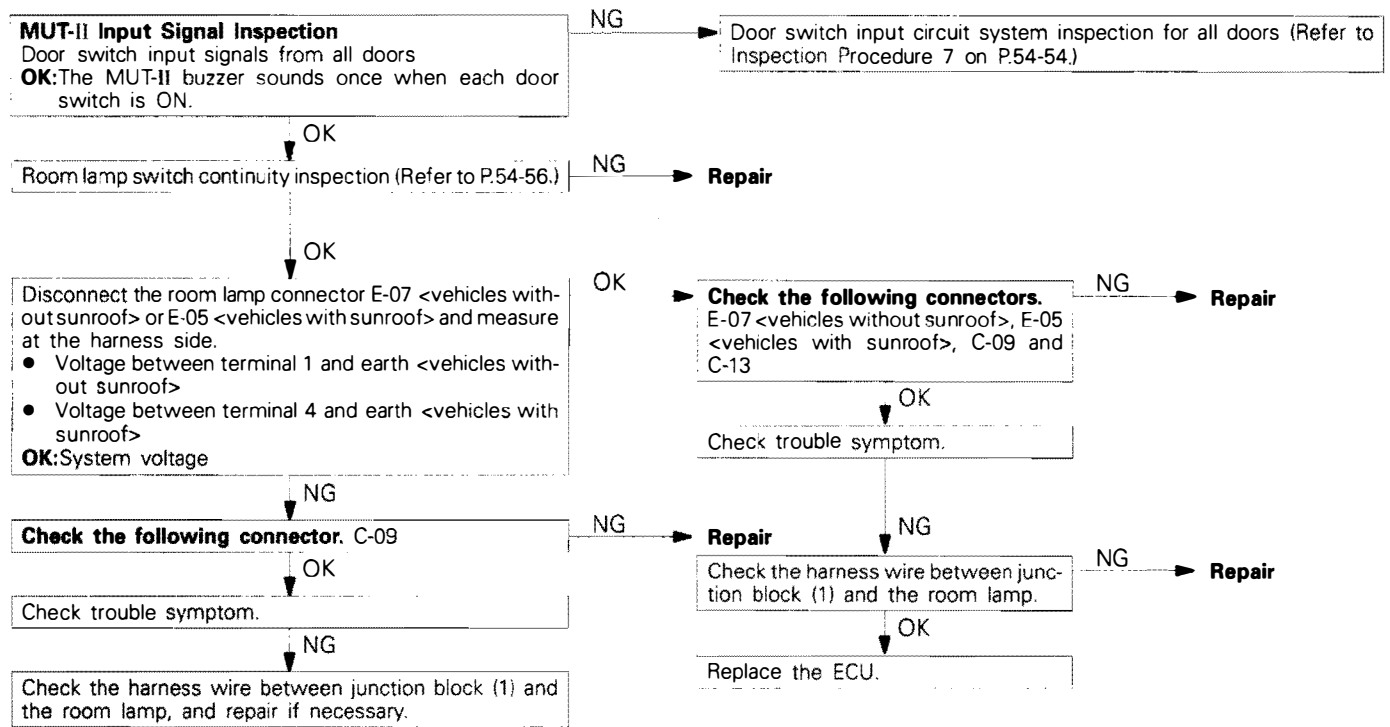 MUT-II Input Signal Inspection
Door switch input signals from all doors
OK:The MUT-II buzzer sounds once when each door
switch is ON.
NG
Door switch input circuit system inspection for all doors (Refer to
Inspection Procedure 7 on P.54-54.)
OK
Room lamp switch continuity inspection (Refer to P.54-56.)
NG
Repair
OK
Disconnect the room lamp connector E-07 <vehicles with-
out sunroof> or E-05 <vehicles with sunroof> and measure
at the harness side.
● Voltage between terminal 1 and earth <vehicles with-
out sunroof>
● Voltage between terminal 4 and earth <vehicles with
sunroof>
OK:System voltage
OK
Check the following connectors.
E-07 <vehicles without sunroof>, E-05
<vehicles with sunroof>, C-09 and
C-13
NG
Repair
OK
Check trouble symptom.
NG
Check the following connector. C-09
NG
Repair
NG
Check the harness wire between junc-
tion block (1) and the room lamp.
NG
Repair
OK
Check trouble symptom.
OK
Replace the ECU.
NG
Check the harness wire between junction block (1) and
the room lamp, and repair if necessary.